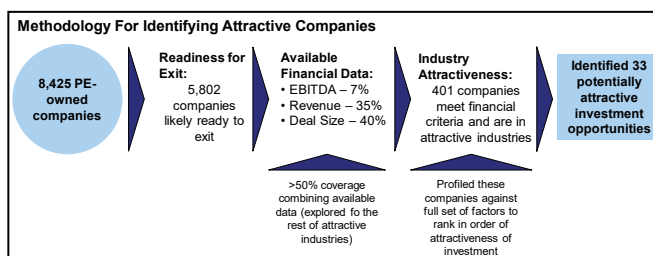 Methodology For Identifying Attractive Companies
8,425 PE-
owned
companies
Readiness for
Exit:
5,802
companies
likely ready to
exit
Available
Financial Data:
• EBITDA – 7%
• Revenue – 35%
• Deal Size – 40%
Industry
Attractiveness:
401 companies
meet financial
criteria and are in
attractive industries
Identified 33
potentially
attractive
investment
opportunities
>50% coverage
combining available
data (explored fo the
rest of attractive
industries)
Profiled these
companies against
full set of factors to
rank in order of
attractiveness of
investment